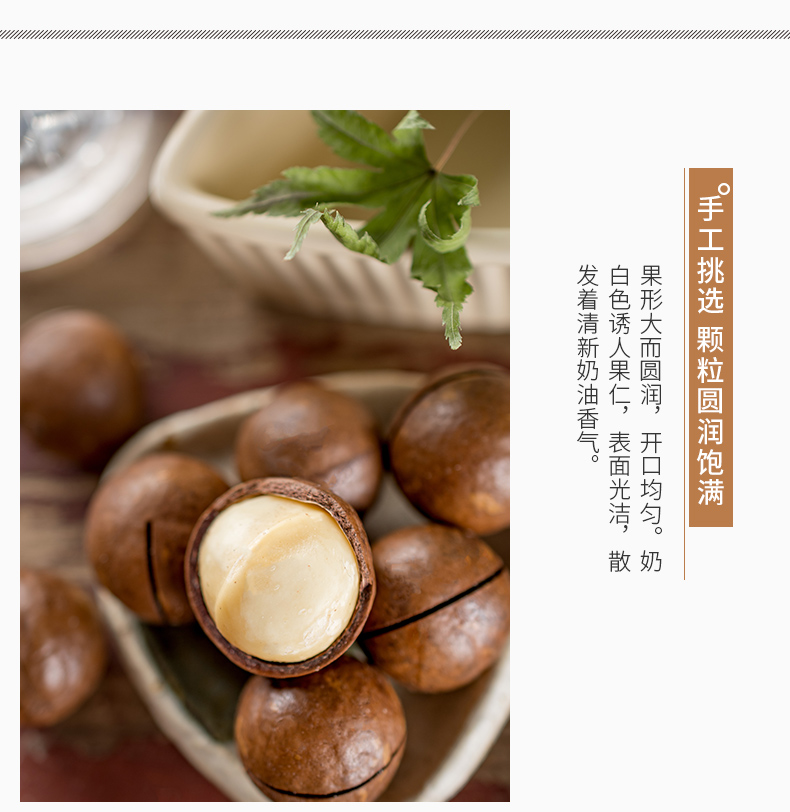 手工挑选 颗粒圆润饱满
果形大而圆润，开口均匀。奶
白色诱人果仁，表面光洁，散
发着清新奶油香气。